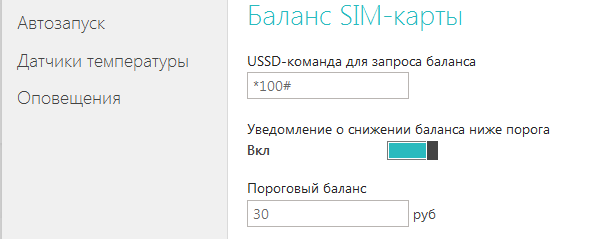 Автозапуск
Датчики температуры
Оповещения
Баланс SIM-карты
USSD-команда для запроса баланса
*100#
Уведомление о снижении баланса ниже порога
Вкл
Пороговый баланс
30 руб